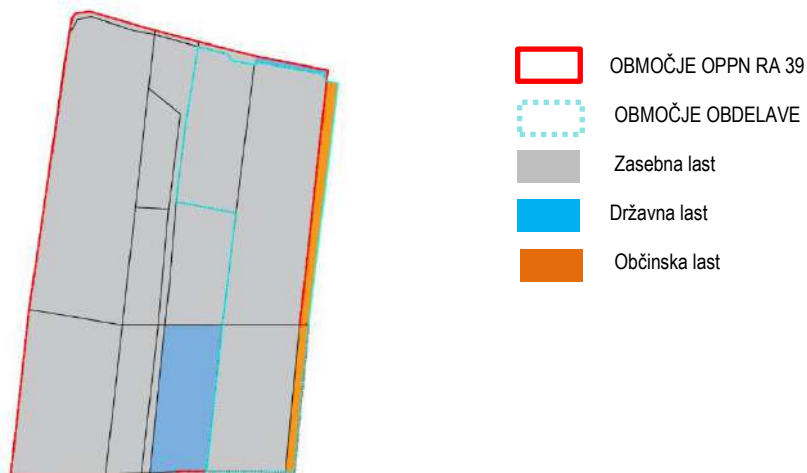 OBMOČJE OPPN RA 39
OBMOČJE OBDELAVE
Zasebna last
Državna last
Občinska last